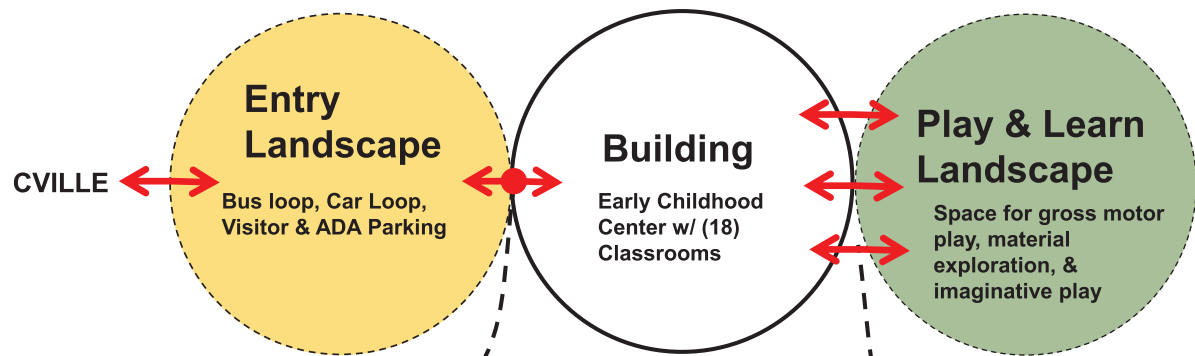 CVILLE
Entry
Landscape
Bus loop, Car Loop,
Visitor & ADA Parking
Building
Early Childhood
Center w/ (18)
Classrooms
Play & Learn
Landscape
Space for gross motor
play, material
exploration, &
imaginative play